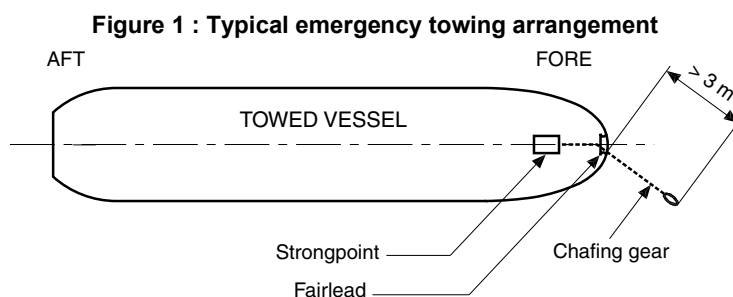 Figure 1 : Typical emergency towing arrangement
AFT
FORE
> 3 m
TOWED VESSEL
Strongpoint
Chafing gear
Fairlead